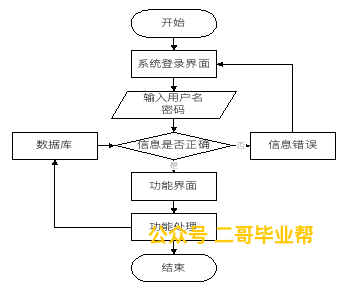 开始
系统登录界面
输入用户名
密码
数据库
信息是否正确
否
信息错误
是
功能界面
功能处理
公众号 二哥毕业帮
结束